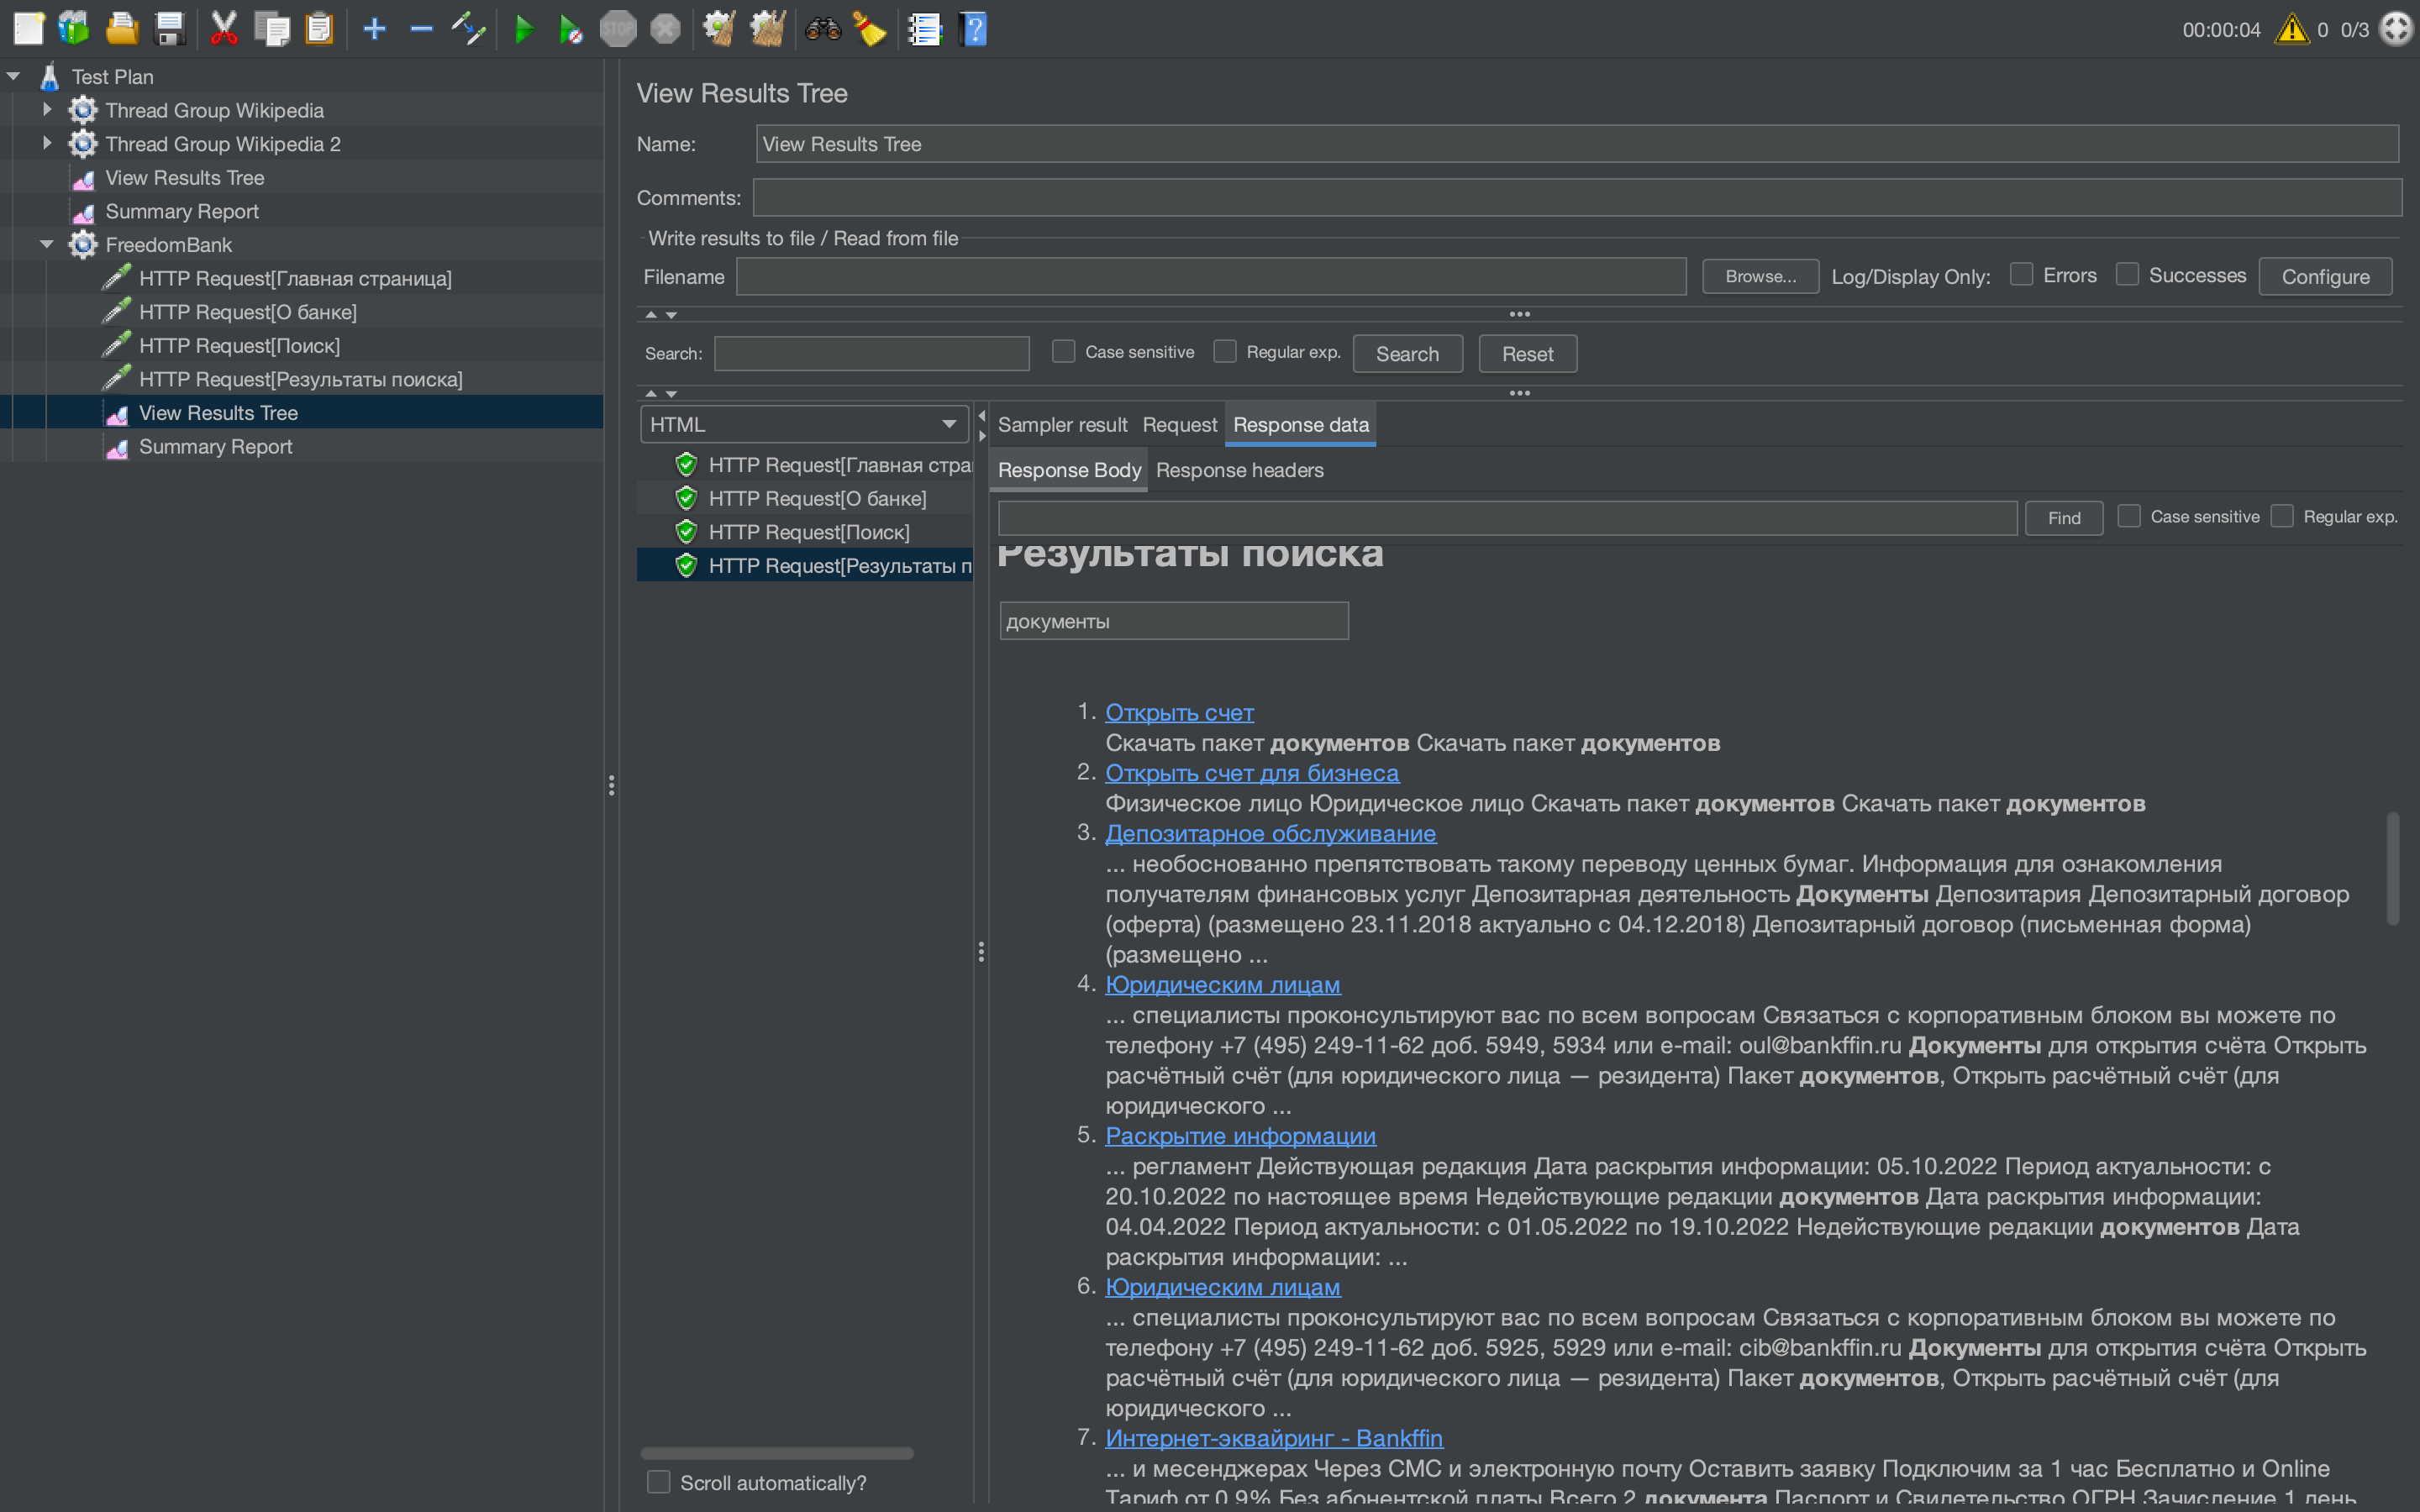 STOP
?
00:00:04
0
0/3
Test Plan
Thread Group Wikipedia
Thread Group Wikipedia 2
View Results Tree
Summary Report
FreedomBank
HTTP Request[Главная страница]
HTTP Request[О банке]
HTTP Request[Поиск]
HTTP Request[Результаты поиска]
View Results Tree
Summary Report
View Results Tree
Name: View Results Tree
Comments:
Write results to file / Read from file
Filename Browse... Log/Display Only: Errors Successes Configure
Search: Case sensitive Regular exp. Search Reset
HTML
HTTP Request[Главная стра
HTTP Request[О банке]
HTTP Request[Поиск]
HTTP Request[Результаты п
Scroll automatically?
Sampler result Request Response data
Response Body Response headers
Find Case sensitive Regular exp.
Результаты поиска
документы
1. Открыть счет
Скачать пакет документов Скачать пакет документов
2. Открыть счет для бизнеса
Физическое лицо Юридическое лицо Скачать пакет документов Скачать пакет документов
3. Депозитарное обслуживание
... необоснованно препятствовать такому переводу ценных бумаг. Информация для ознакомления
получателям финансовых услуг Депозитарная деятельность Документы Депозитария Депозитарный договор
(оферта) (размещено 23.11.2018 актуально с 04.12.2018) Депозитарный договор (письменная форма)
(размещено ...
4. Юридическим лицам
... специалисты проконсультируют вас по всем вопросам Связаться с корпоративным блоком вы можете по
телефону +7 (495) 249-11-62 доб. 5949, 5934 или e-mail: oul@bankffin.ru Документы для открытия счёта Открыть
расчётный счёт (для юридического лица — резидента) Пакет документов, Открыть расчётный счёт (для
юридического ...
5. Раскрытие информации
... регламент Действующая редакция Дата раскрытия информации: 05.10.2022 Период актуальности: с
20.10.2022 по настоящее время Недействующие редакции документов Дата раскрытия информации:
04.04.2022 Период актуальности: с 01.05.2022 по 19.10.2022 Недействующие редакции документов Дата
раскрытия информации: ...
6. Юридическим лицам
... специалисты проконсультируют вас по всем вопросам Связаться с корпоративным блоком вы можете по
телефону +7 (495) 249-11-62 доб. 5925, 5929 или e-mail: cib@bankffin.ru Документы для открытия счёта Открыть
расчётный счёт (для юридического лица — резидента) Пакет документов, Открыть расчётный счёт (для
юридического ...
7. Интернет-эквайринг - Bankffin
... и месенджерах Через СМС и электронную почту Оставить заявку Подключим за 1 час Бесплатно и Online
Тариф от 0,9% Без абонентской платы Всего 2 документа Паспорт и Свидетельство ОГРН Зачисление 1 день